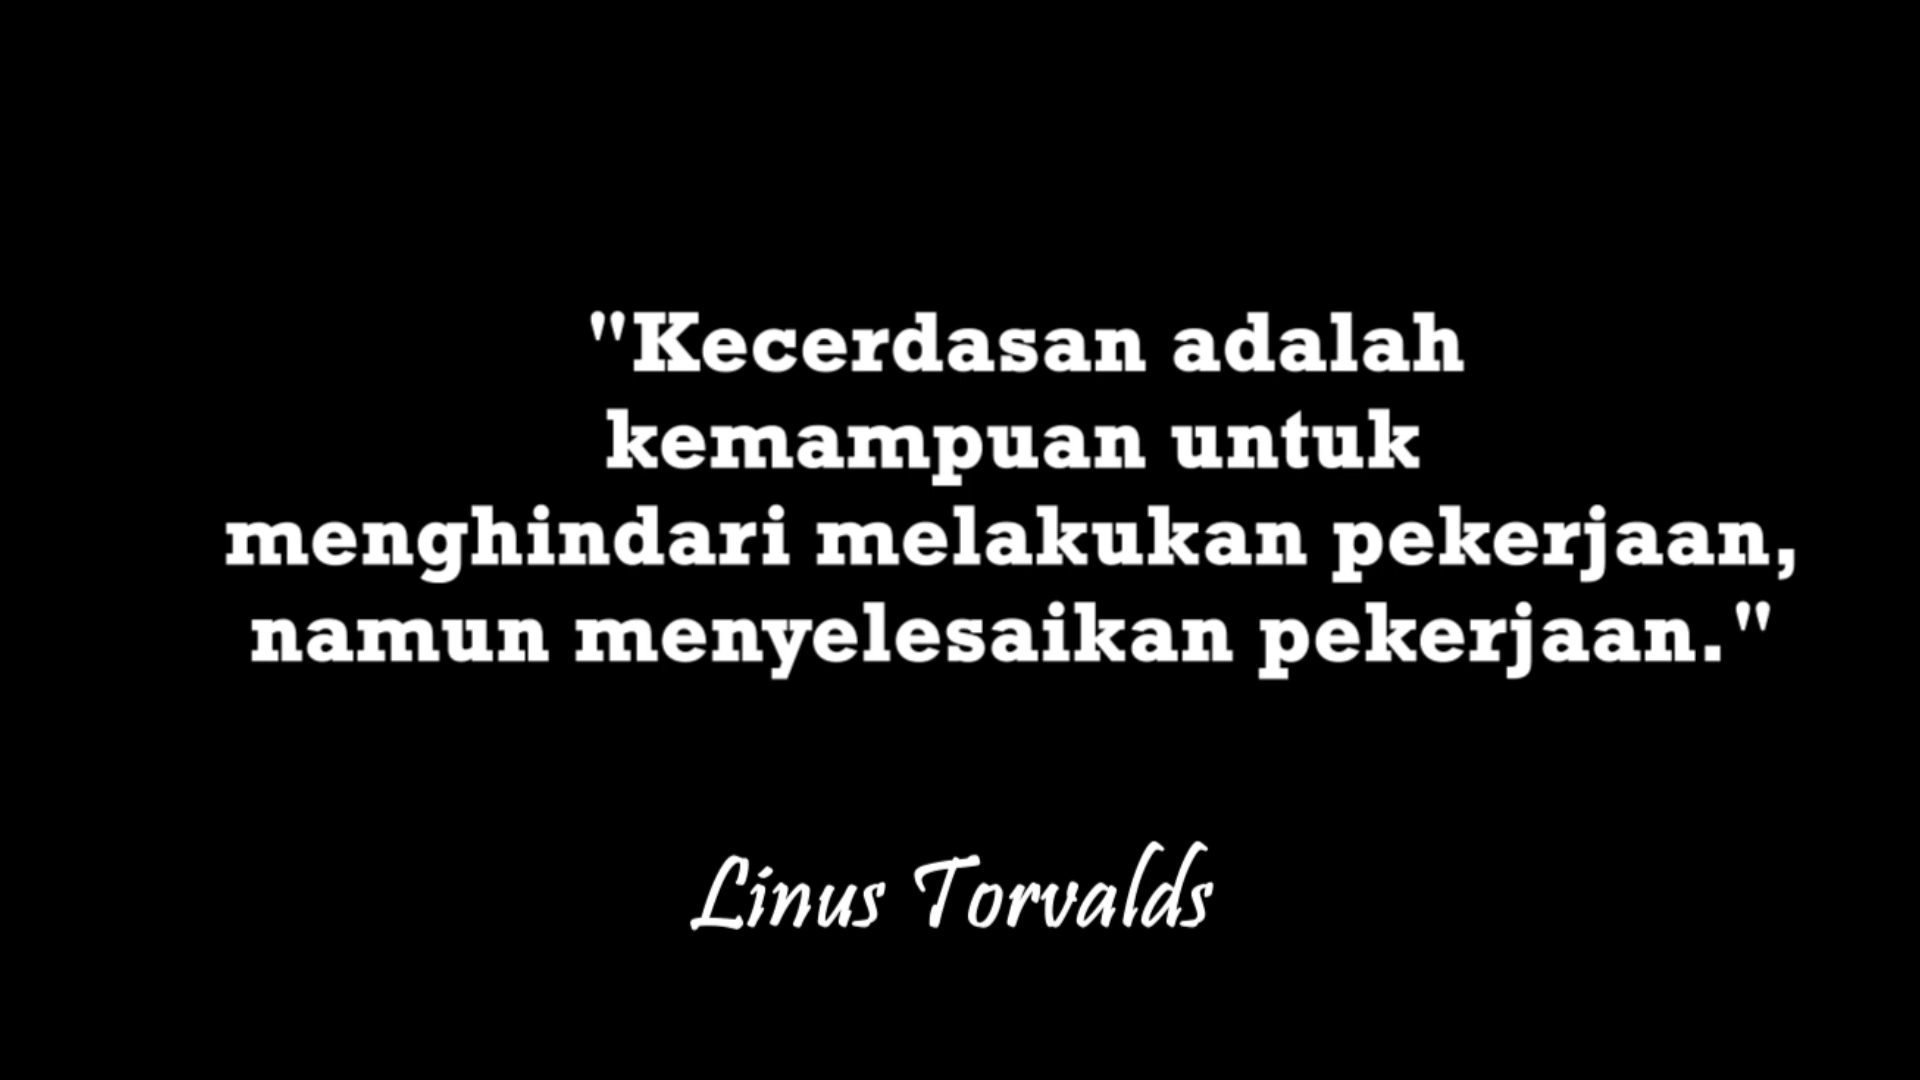 "Kecerdasan adalah
kemampuan untuk
menghindari melakukan pekerjaan,
namun menyelesaikan pekerjaan."
Linus Torvalds